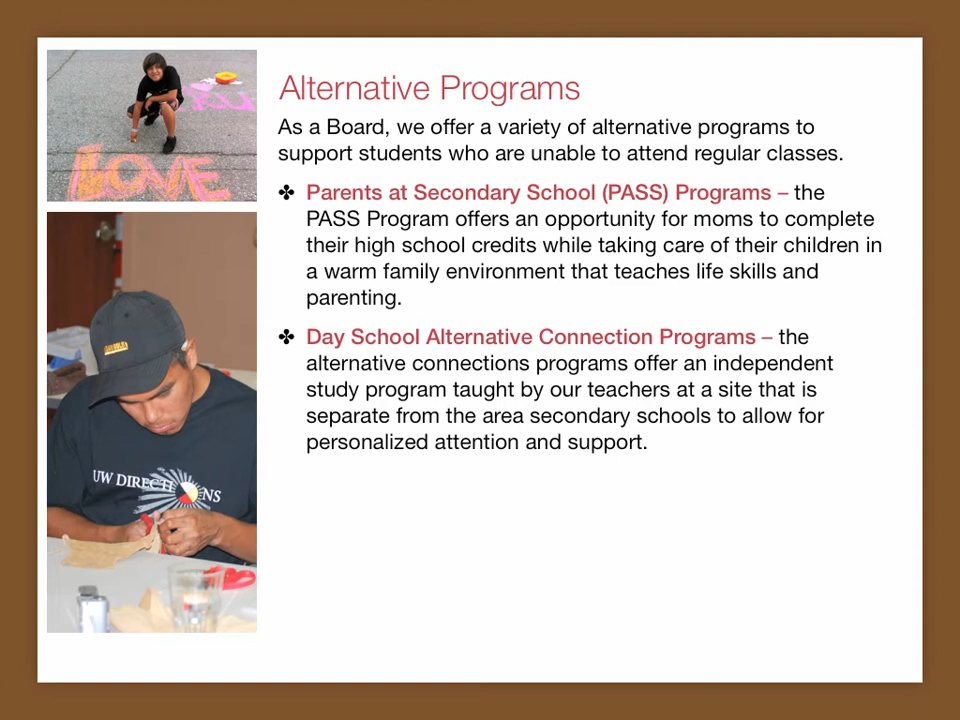 LOVE
Alternative Programs
As a Board, we offer a variety of alternative programs to
support students who are unable to attend regular classes.
✤ Parents at Secondary School (PASS) Programs – the
PASS Program offers an opportunity for moms to complete
their high school credits while taking care of their children in
a warm family environment that teaches life skills and
parenting.
✤ Day School Alternative Connection Programs – the
alternative connections programs offer an independent
study program taught by our teachers at a site that is
separate from the area secondary schools to allow for
personalized attention and support.
UW DIRECTI NS